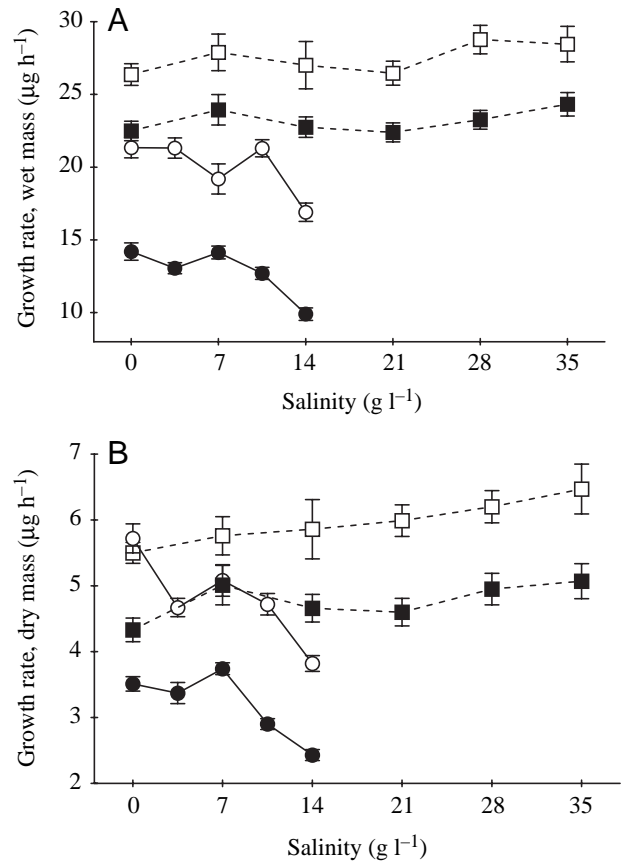 A
Growth rate, wet mass (μg h⁻¹)
30
25
20
15
10
0 7 14 21 28 35
Salinity (g l⁻¹)
B
Growth rate, dry mass (μg h⁻¹)
7
6
5
4
3
2
0 7 14 21 28 35
Salinity (g l⁻¹)